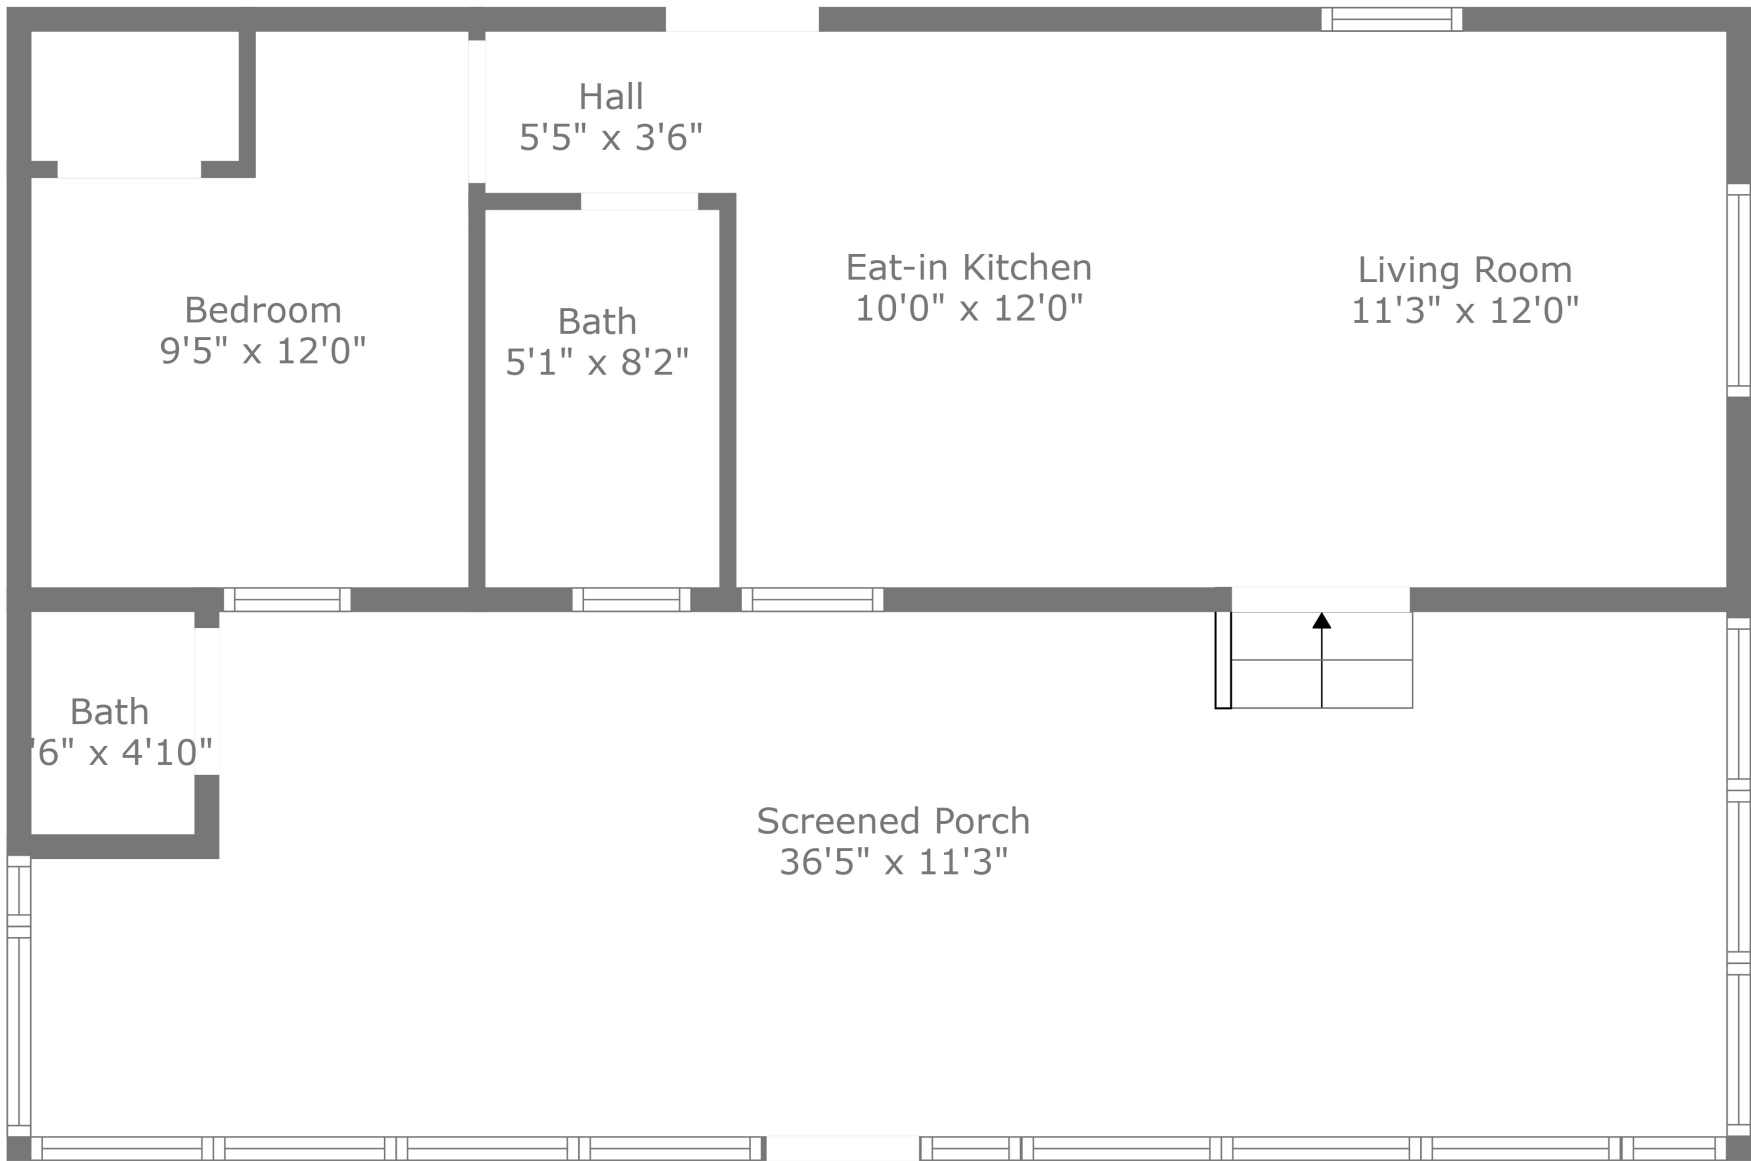 Hall
5'5" x 3'6"
Eat-in Kitchen
10'0" x 12'0"
Living Room
11'3" x 12'0"
Bedroom
9'5" x 12'0"
Bath
5'1" x 8'2"
Bath
'6" x 4'10"
Screened Porch
36'5" x 11'3"